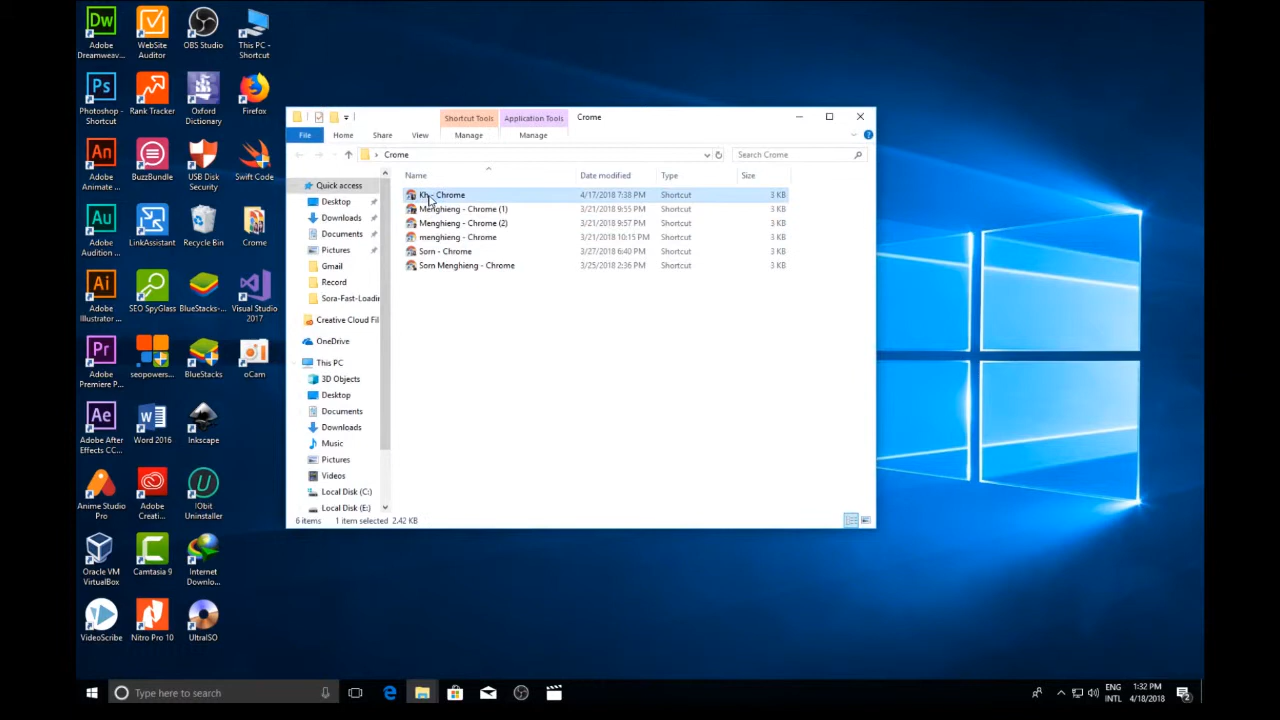 Adobe Dreamweav...
WebSite Auditor
OBS Studio
This PC - Shortcut
Photoshop - Shortcut
Rank Tracker
Oxford Dictionary
Firefox
Adobe Animate ...
BuzzBundle
USB Disk Security
Swift Code
Adobe Audition ...
LinkAssistant
Recycle Bin
Crome
Adobe Illustrator ...
SEO SpyGlass
BlueStacks-...
Visual Studio 2017
Adobe Premiere P...
seopowers...
BlueStacks
oCam
Adobe After Effects CC...
Word 2016
Inkscape
Anime Studio Pro
Adobe Creati...
IObit Uninstaller
Oracle VM VirtualBox
Camtasia 9
Internet Downlo...
VideoScribe
Nitro Pro 10
UltraISO
Shortcut Tools
Application Tools
Crome
File
Home
Share
View
Manage
Manage
Crome
Search Crome
Name
Date modified
Type
Size
Chrome 4/17/2018 7:38 PM Shortcut 3 KB
Menghieng - Chrome (1) 3/21/2018 9:55 PM Shortcut 3 KB
Menghieng - Chrome (2) 3/21/2018 9:57 PM Shortcut 3 KB
menghieng - Chrome 3/21/2018 10:15 PM Shortcut 3 KB
Sorn - Chrome 3/27/2018 6:40 PM Shortcut 3 KB
Sorn Menghieng - Chrome 3/25/2018 2:36 PM Shortcut 3 KB
Quick access
Desktop
Downloads
Documents
Pictures
Gmail
Record
Sora-Fast-Loadin
Creative Cloud Fil
OneDrive
This PC
3D Objects
Desktop
Documents
Downloads
Music
Pictures
Videos
Local Disk (C:)
Local Disk (E:)
6 items 1 item selected 2.42 KB
Type here to search
ENG
INTL
1:32 PM
4/18/2018
2